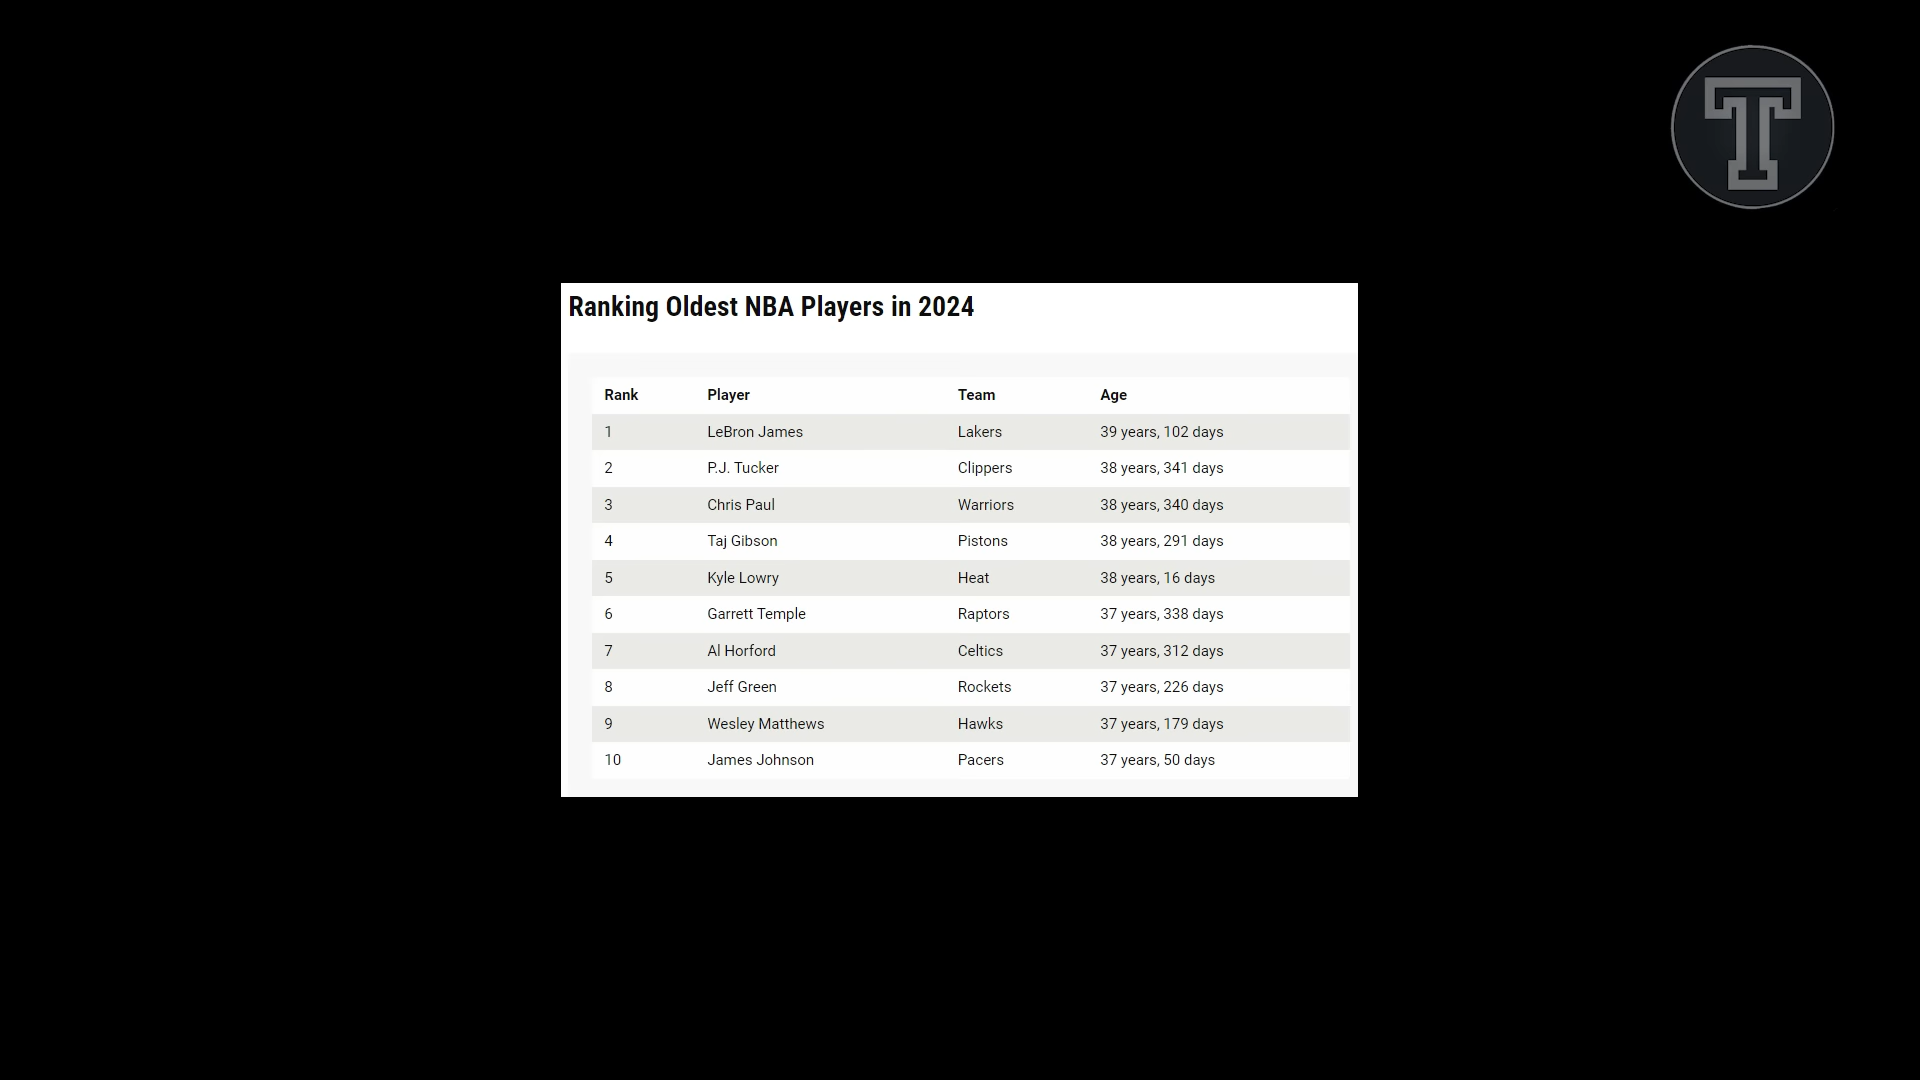 T
Ranking Oldest NBA Players in 2024
Rank Player Team Age
1 LeBron James Lakers 39 years, 102 days
2 P.J. Tucker Clippers 38 years, 341 days
3 Chris Paul Warriors 38 years, 340 days
4 Taj Gibson Pistons 38 years, 291 days
5 Kyle Lowry Heat 38 years, 16 days
6 Garrett Temple Raptors 37 years, 338 days
7 Al Horford Celtics 37 years, 312 days
8 Jeff Green Rockets 37 years, 226 days
9 Wesley Matthews Hawks 37 years, 179 days
10 James Johnson Pacers 37 years, 50 days